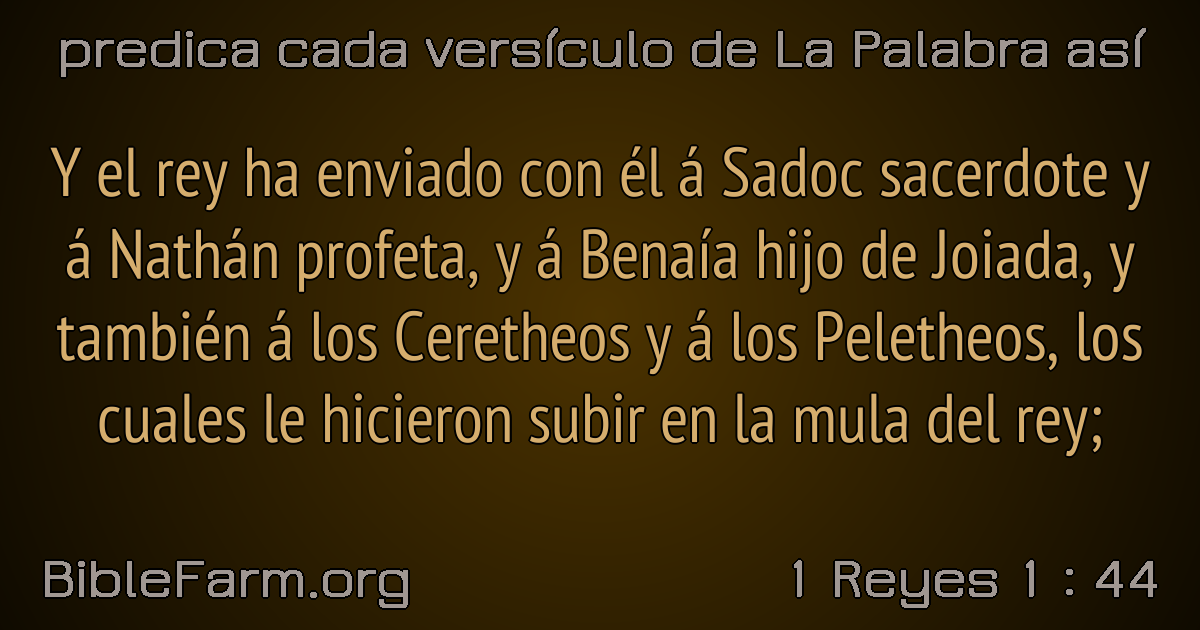 predica cada versículo de La Palabra así
Y el rey ha enviado con él á Sadoc sacerdote y
á Nathán profeta, y á Benaía hijo de Joiada, y
también á los Ceretheos y á los Peletheos, los
cuales le hicieron subir en la mula del rey;
BibleFarm.org
1 Reyes 1 : 44